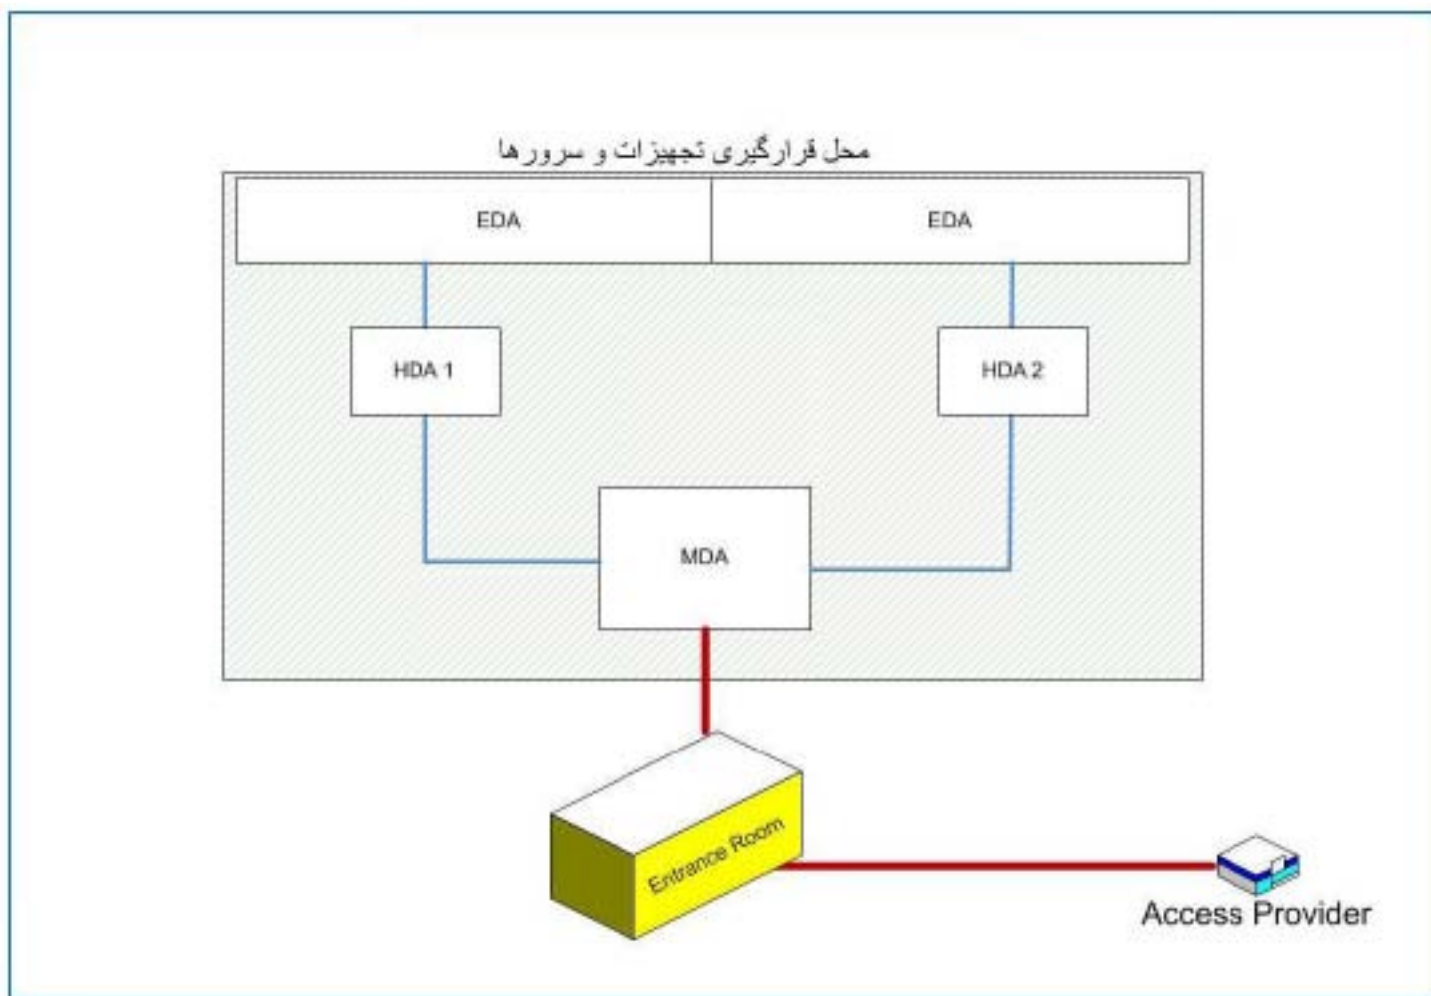 محل قرارگیری تجهیزات و سرورها
EDA
EDA
HDA 1
HDA 2
MDA
Entrance Room
Access Provider